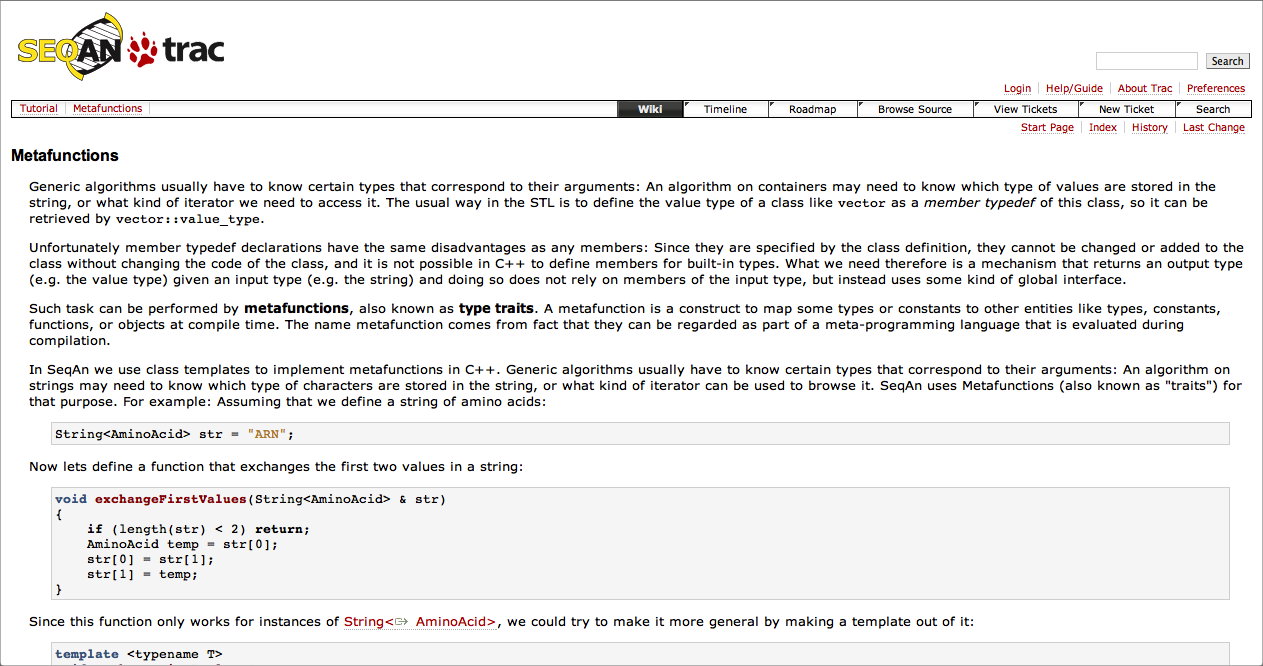 SEQAN trac
Search
Login Help/Guide About Trac Preferences
Tutorial Metafunctions Wiki Timeline Roadmap Browse Source View Tickets New Ticket Search
Start Page Index History Last Change
Metafunctions
Generic algorithms usually have to know certain types that correspond to their arguments: An algorithm on containers may need to know which type of values are stored in the
string, or what kind of iterator we need to access it. The usual way in the STL is to define the value type of a class like vector as a member typedef of this class, so it can be
retrieved by vector::value_type.
Unfortunately member typedef declarations have the same disadvantages as any members: Since they are specified by the class definition, they cannot be changed or added to the
class without changing the code of the class, and it is not possible in C++ to define members for built-in types. What we need therefore is a mechanism that returns an output type
(e.g. the value type) given an input type (e.g. the string) and doing so does not rely on members of the input type, but instead uses some kind of global interface.
Such task can be performed by metafunctions, also known as type traits. A metafunction is a construct to map some types or constants to other entities like types, constants,
functions, or objects at compile time. The name metafunction comes from fact that they can be regarded as part of a meta-programming language that is evaluated during
compilation.
In SeqAn we use class templates to implement metafunctions in C++. Generic algorithms usually have to know certain types that correspond to their arguments: An algorithm on
strings may need to know which type of characters are stored in the string, or what kind of iterator can be used to browse it. SeqAn uses Metafunctions (also known as "traits") for
that purpose. For example: Assuming that we define a string of amino acids:
String<AminoAcid> str = "ARN";
Now lets define a function that exchanges the first two values in a string:
void exchangeFirstValues(String<AminoAcid> & str)
{
    if (length(str) < 2) return;
    AminoAcid temp = str[0];
    str[0] = str[1];
    str[1] = temp;
}
Since this function only works for instances of String< AminoAcid>, we could try to make it more general by making a template out of it:
template <typename T>